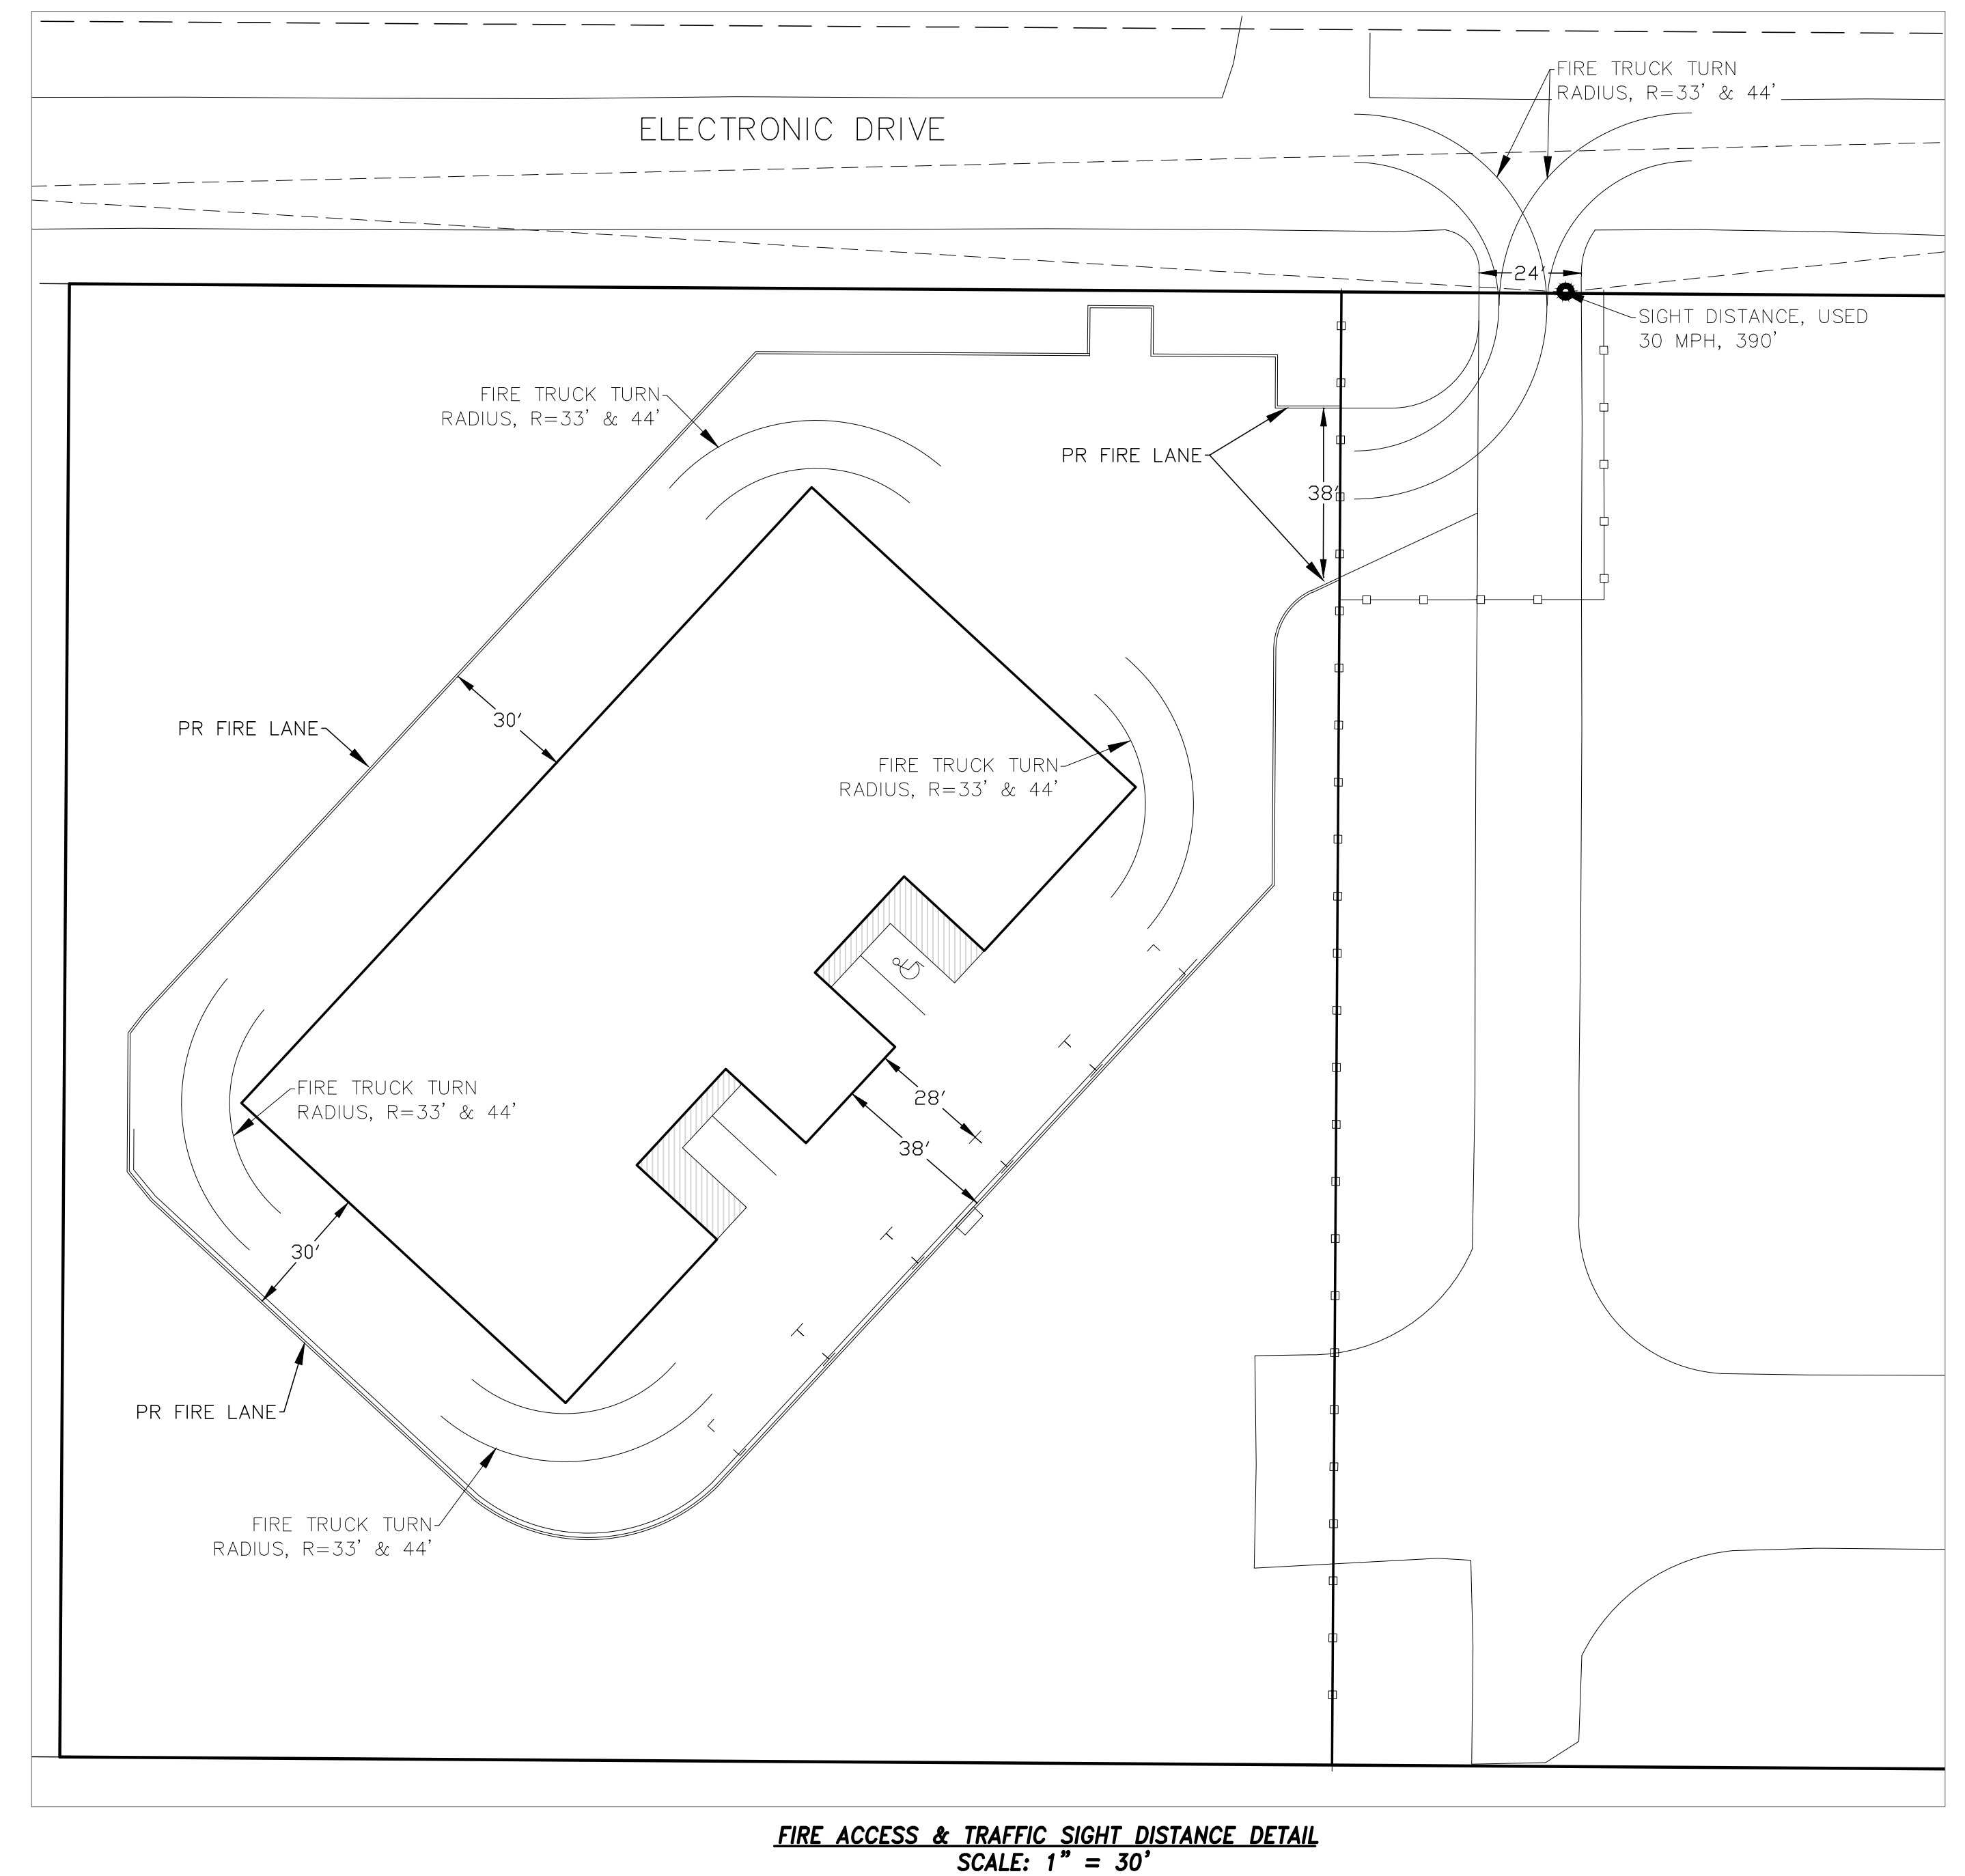 FIRE TRUCK TURN
RADIUS, R=33' & 44'
ELECTRONIC DRIVE
24'
SIGHT DISTANCE, USED
30 MPH, 390'
FIRE TRUCK TURN
RADIUS, R=33' & 44'
PR FIRE LANE
38'
30'
PR FIRE LANE
FIRE TRUCK TURN
RADIUS, R=33' & 44'
FIRE TRUCK TURN
RADIUS, R=33' & 44'
28'
38'
30'
PR FIRE LANE
FIRE TRUCK TURN
RADIUS, R=33' & 44'
FIRE ACCESS & TRAFFIC SIGHT DISTANCE DETAIL
SCALE: 1" = 30'